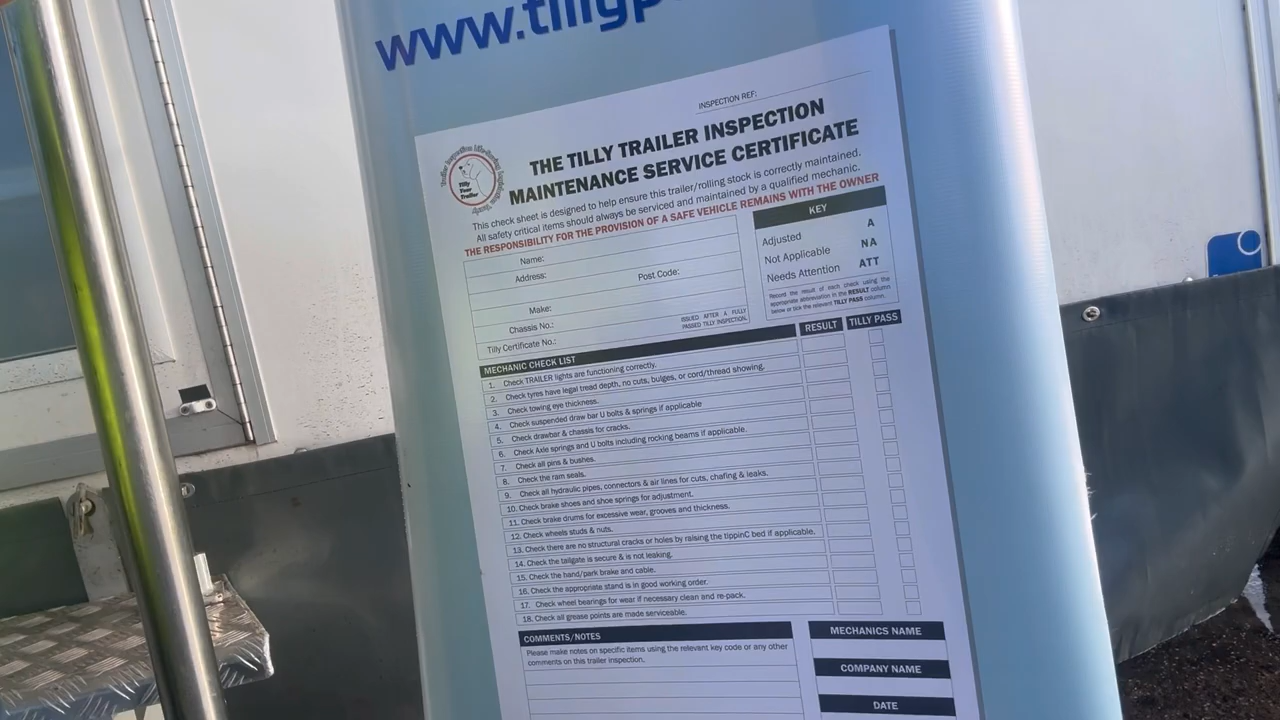 www.tilly
INSPECTION REF:
THE TILLY TRAILER INSPECTION
MAINTENANCE SERVICE CERTIFICATE
Tilly
Your
Trailer
This check sheet is designed to help ensure this trailer/rolling stock is correctly maintained.
All safety critical items should always be serviced and maintained by a qualified mechanic.
THE RESPONSIBILITY FOR THE PROVISION OF A SAFE VEHICLE REMAINS WITH THE OWNER
Name:
Address:
Post Code:
Make:
Chassis No.:
Tilly Certificate No.:
ISSUED AFTER A FULLY
PASSED TILLY INSPECTION.
KEY
Adjusted A
Not Applicable NA
Needs Attention ATT
Record the result of each check using the
appropriate abbreviation in the RESULT column
below or tick the relevant TILLY PASS column.
MECHANIC CHECK LIST RESULT TILLY PASS
1. Check TRAILER lights are functioning correctly.
2. Check tyres have legal tread depth, no cuts, bulges, or cord/thread showing.
3. Check towing eye thickness.
4. Check suspended draw bar U bolts & springs if applicable
5. Check drawbar & chassis for cracks.
6. Check Axle springs and U bolts including rocking beams if applicable.
7. Check all pins & bushes.
8. Check the ram seals.
9. Check all hydraulic pipes, connectors & air lines for cuts, chafing & leaks.
10. Check brake shoes and shoe springs for adjustment.
11. Check brake drums for excessive wear, grooves and thickness.
12. Check wheels studs & nuts.
13. Check there are no structural cracks or holes by raising the tippinC bed if applicable.
14. Check the tailgate is secure & is not leaking.
15. Check the hand/park brake and cable.
16. Check the appropriate stand is in good working order.
17. Check wheel bearings for wear if necessary clean and re-pack.
18. Check all grease points are made serviceable.
COMMENTS/NOTES
Please make notes on specific items using the relevant key code or any other
comments on this trailer inspection.
MECHANICS NAME
COMPANY NAME
DATE